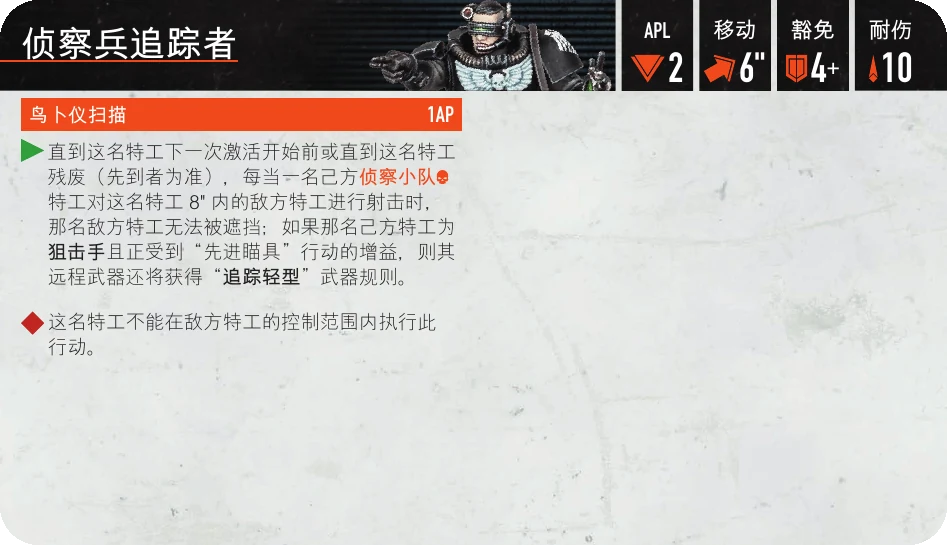 侦察兵追踪者
APL
2
移动
6"
豁免
4+
耐伤
10
鸟卜仪扫描 1AP
直到这名特工下一次激活开始前或直到这名特工
残废（先到者为准），每当一名己方侦察小队
特工对这名特工 8" 内的敌方特工进行射击时，
那名敌方特工无法被遮挡；如果那名己方特工为
狙击手且正受到“先进瞄具”行动的增益，则其
远程武器还将获得“追踪轻型”武器规则。
这名特工不能在敌方特工的控制范围内执行此
行动。